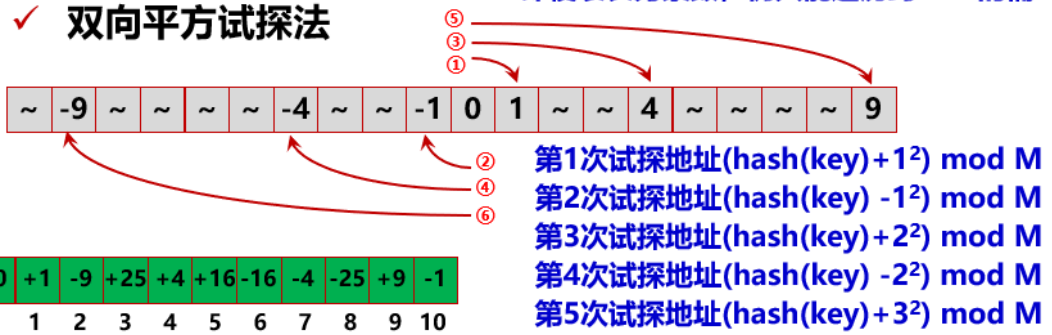 ✓ 双向平方试探法
⑤
③
①
~ -9 ~ ~ ~ ~ -4 ~ ~ -1 0 1 ~ ~ 4 ~ ~ ~ ~ 9
②
④
⑥
第1次试探地址(hash(key)+1²) mod M
第2次试探地址(hash(key) -1²) mod M
第3次试探地址(hash(key)+2²) mod M
第4次试探地址(hash(key) -2²) mod M
第5次试探地址(hash(key)+3²) mod M
0 +1 -9 +25 +4 +16 -16 -4 -25 +9 -1
1 2 3 4 5 6 7 8 9 10